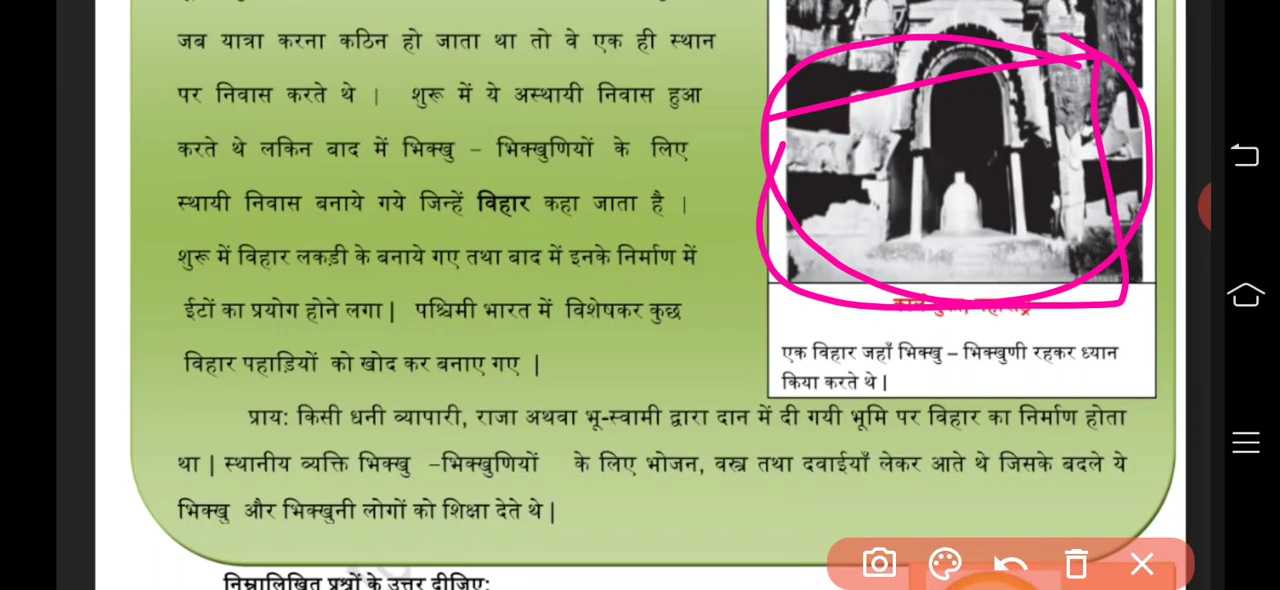 जब यात्रा करना कठिन हो जाता था तो वे एक ही स्थान
पर निवास करते थे | शुरू में ये अस्थायी निवास हुआ
करते थे लकिन बाद में भिक्खु – भिक्खुणियों के लिए
स्थायी निवास बनाये गये जिन्हें विहार कहा जाता है |
शुरू में विहार लकड़ी के बनाये गए तथा बाद में इनके निर्माण में
ईटों का प्रयोग होने लगा | पश्चिमी भारत में विशेषकर कुछ
विहार पहाड़ियों को खोद कर बनाए गए |
एक विहार जहाँ भिक्खु – भिक्खुणी रहकर ध्यान
किया करते थे |
प्राय: किसी धनी व्यापारी, राजा अथवा भू-स्वामी द्वारा दान में दी गयी भूमि पर विहार का निर्माण होता
था | स्थानीय व्यक्ति भिक्खु –भिक्खुणियों के लिए भोजन, वस्त्र तथा दवाईयाँ लेकर आते थे जिसके बदले ये
भिक्खु और भिक्खुनी लोगों को शिक्षा देते थे |
निम्नालिखित प्रश्नों के उत्तर दीजिए: